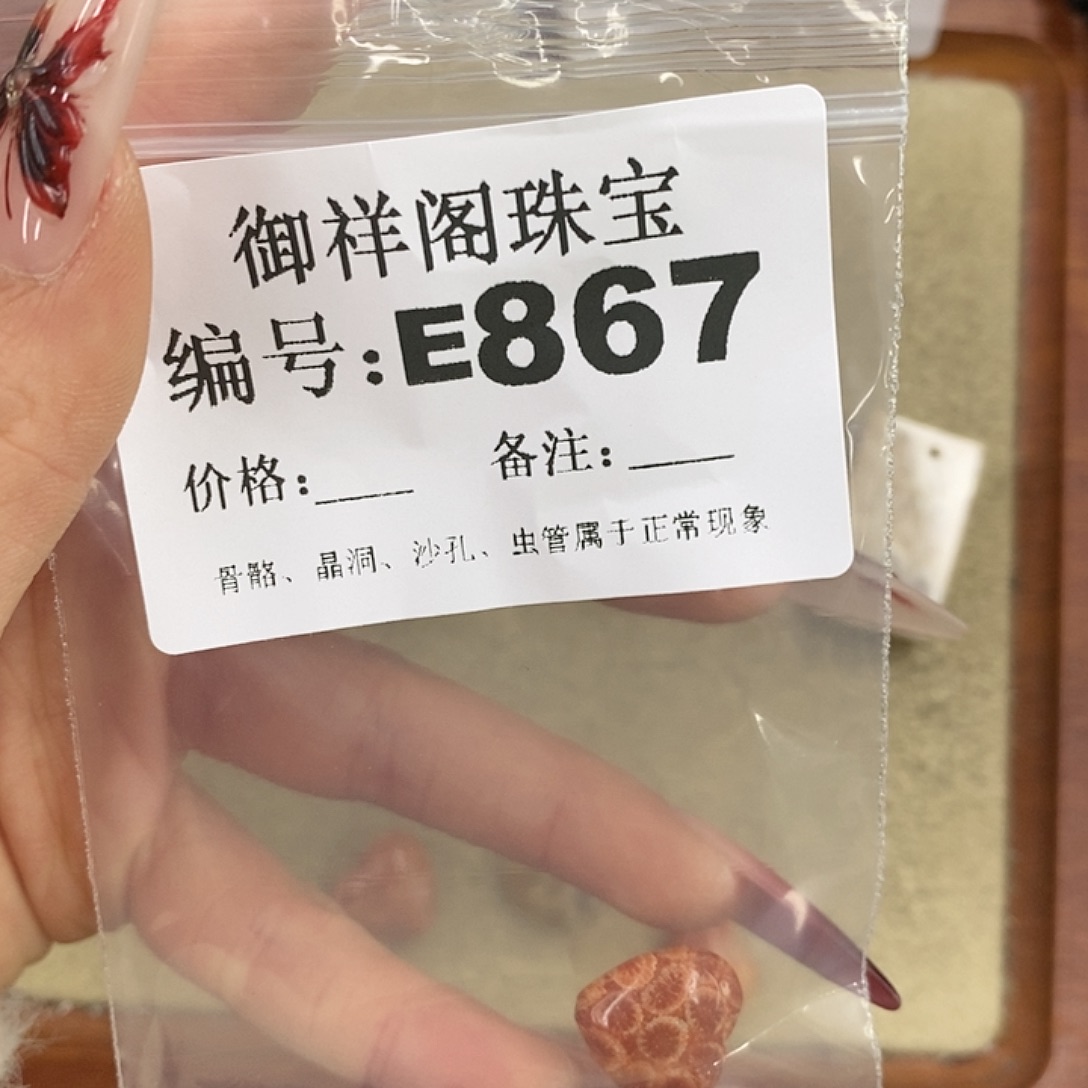 御祥阁珠宝
编号:E867
价格:____ 备注:____
骨骼、晶洞、沙孔、虫管属于正常现象